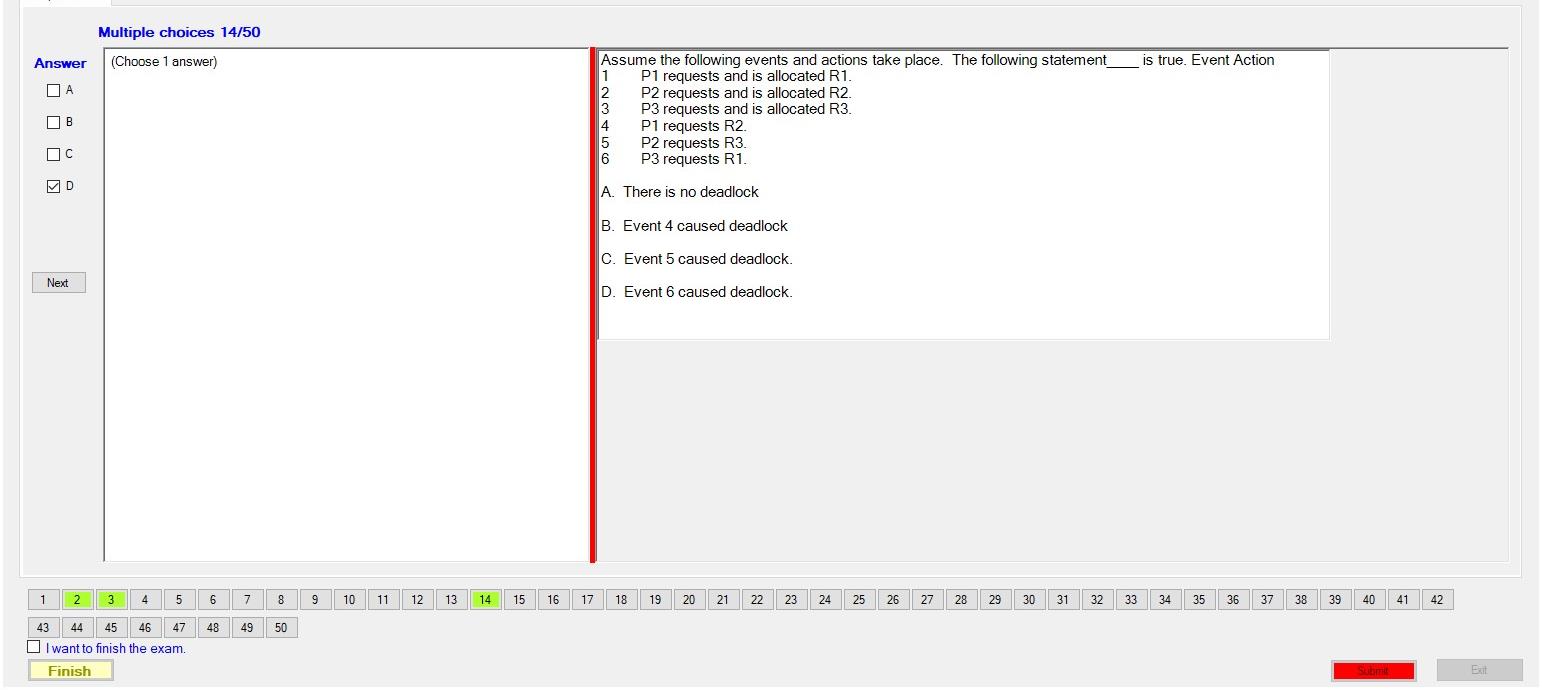 Multiple choices 14/50
Answer
(Choose 1 answer)
A
B
C
D
Next
Assume the following events and actions take place. The following statement____ is true. Event Action
1 P1 requests and is allocated R1.
2 P2 requests and is allocated R2.
3 P3 requests and is allocated R3.
4 P1 requests R2.
5 P2 requests R3.
6 P3 requests R1.
A. There is no deadlock
B. Event 4 caused deadlock
C. Event 5 caused deadlock.
D. Event 6 caused deadlock.
1 2 3 4 5 6 7 8 9 10 11 12 13 14 15 16 17 18 19 20 21 22 23 24 25 26 27 28 29 30 31 32 33 34 35 36 37 38 39 40 41 42
43 44 45 46 47 48 49 50
I want to finish the exam.
Finish
Submit
Exit